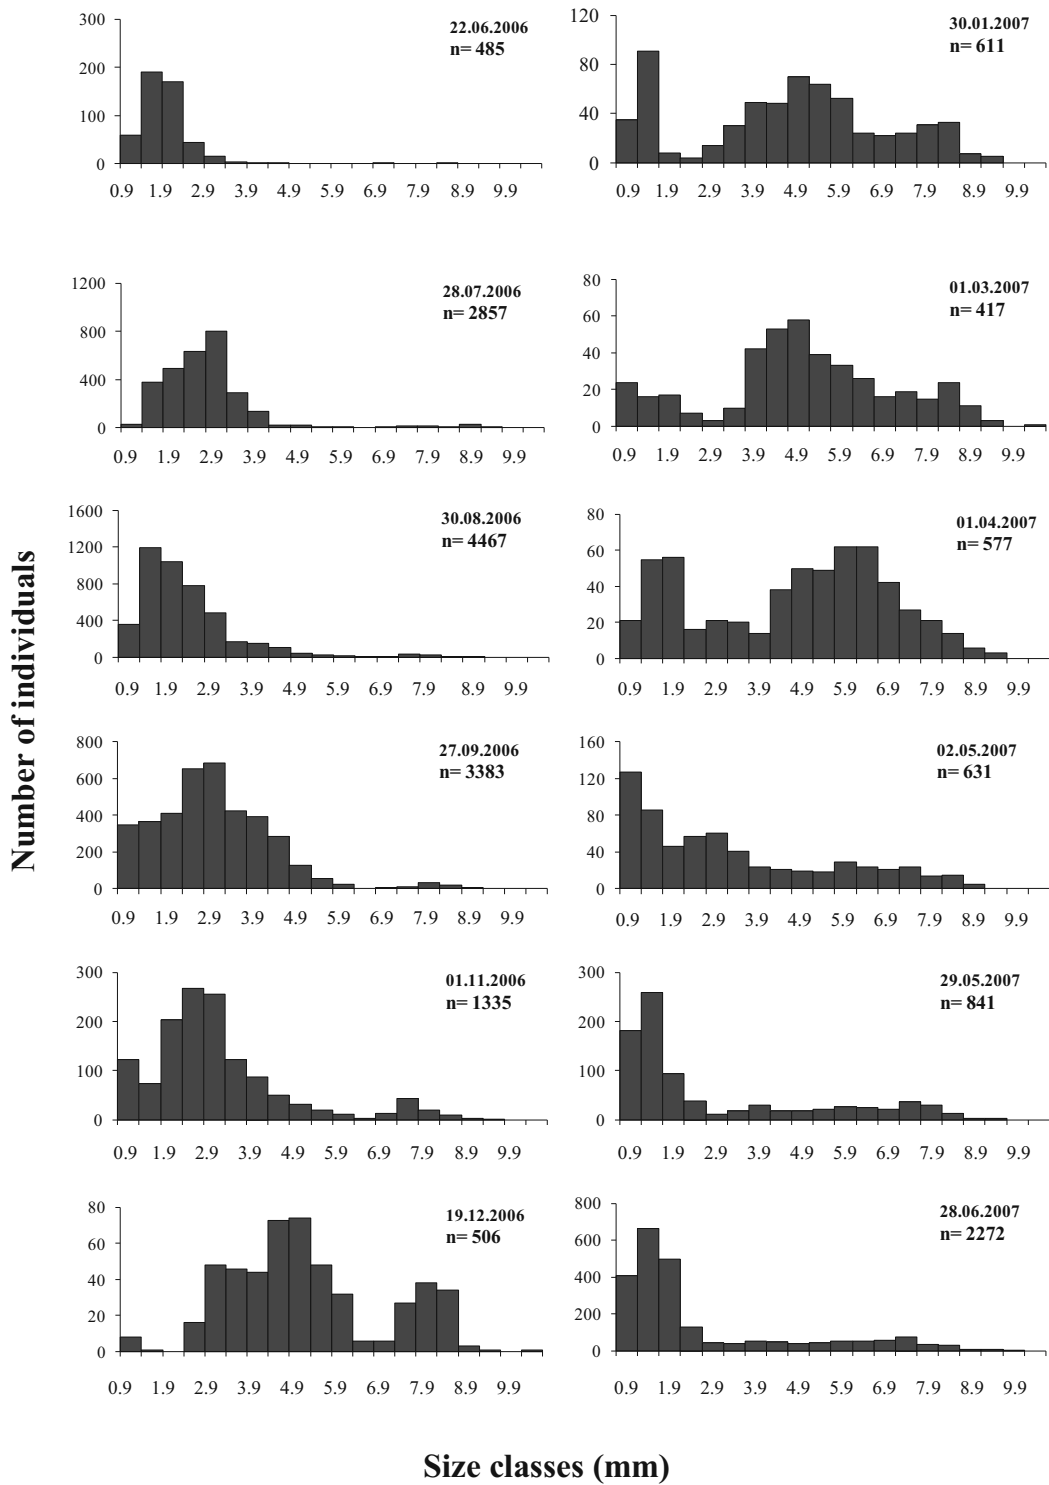 300
200
100
0
0.9 1.9 2.9 3.9 4.9 5.9 6.9 7.9 8.9 9.9
22.06.2006
n= 485
120
80
40
0
0.9 1.9 2.9 3.9 4.9 5.9 6.9 7.9 8.9 9.9
30.01.2007
n= 611
1200
800
400
0
0.9 1.9 2.9 3.9 4.9 5.9 6.9 7.9 8.9 9.9
28.07.2006
n= 2857
80
60
40
20
0
0.9 1.9 2.9 3.9 4.9 5.9 6.9 7.9 8.9 9.9
01.03.2007
n= 417
1600
1200
800
400
0
0.9 1.9 2.9 3.9 4.9 5.9 6.9 7.9 8.9 9.9
30.08.2006
n= 4467
80
60
40
20
0
0.9 1.9 2.9 3.9 4.9 5.9 6.9 7.9 8.9 9.9
01.04.2007
n= 577
800
600
400
200
0
0.9 1.9 2.9 3.9 4.9 5.9 6.9 7.9 8.9 9.9
27.09.2006
n= 3383
160
120
80
40
0
0.9 1.9 2.9 3.9 4.9 5.9 6.9 7.9 8.9 9.9
02.05.2007
n= 631
300
200
100
0
0.9 1.9 2.9 3.9 4.9 5.9 6.9 7.9 8.9 9.9
01.11.2006
n= 1335
300
200
100
0
0.9 1.9 2.9 3.9 4.9 5.9 6.9 7.9 8.9 9.9
29.05.2007
n= 841
80
60
40
20
0
0.9 1.9 2.9 3.9 4.9 5.9 6.9 7.9 8.9 9.9
19.12.2006
n= 506
800
600
400
200
0
0.9 1.9 2.9 3.9 4.9 5.9 6.9 7.9 8.9 9.9
28.06.2007
n= 2272
Number of individuals
Size classes (mm)